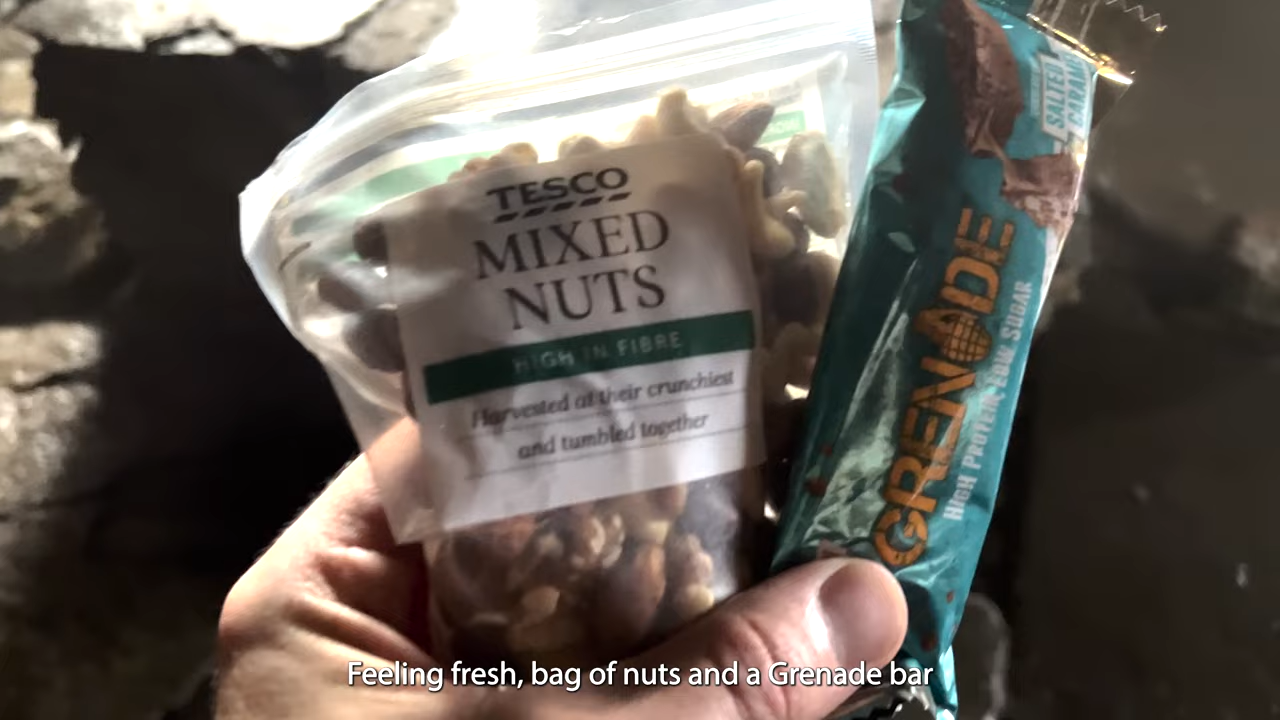 TESCO
MIXED
NUTS
HIGH IN FIBRE
Harvested at their crunchiest
and tumbled together
SALTED
CARAMEL
GRENADE
HIGH PROTEIN, LOW SUGAR
Feeling fresh, bag of nuts and a Grenade bar